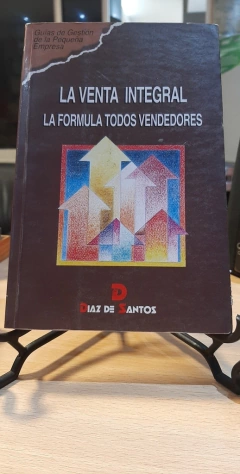 Guías de Gestión
de la Pequeña
Empresa
LA VENTA INTEGRAL
LA FORMULA TODOS VENDEDORES
D
DIAZ DE SANTOS